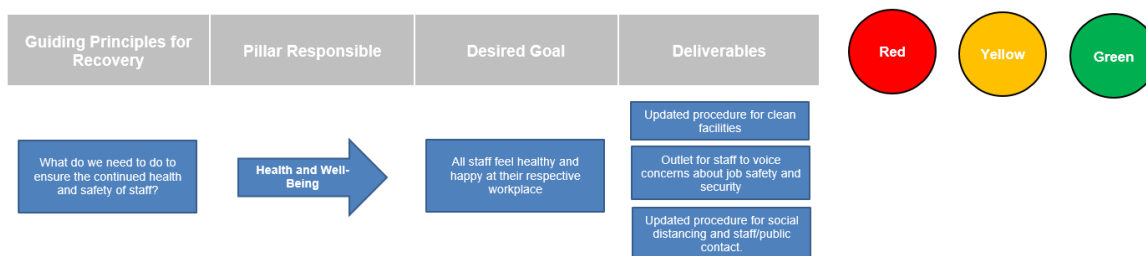 Guiding Principles for
Recovery
Pillar Responsible
Desired Goal
Deliverables
Red
Yellow
Green
What do we need to do to
ensure the continued health
and safety of staff?
Health and Well-
Being
All staff feel healthy and
happy at their respective
workplace
Updated procedure for clean
facilities
Outlet for staff to voice
concerns about job safety and
security
Updated procedure for social
distancing and staff/public
contact.